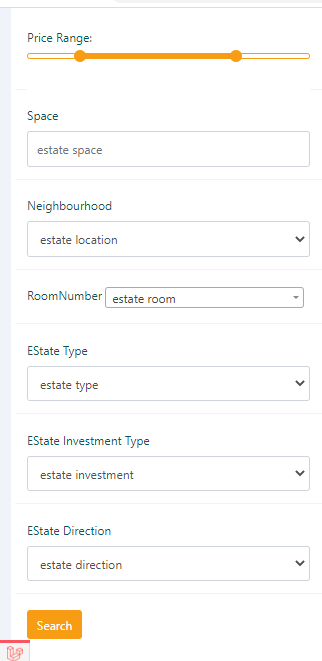 Price Range:
Space
estate space
Neighbourhood
estate location
RoomNumber estate room
EState Type
estate type
EState Investment Type
estate investment
EState Direction
estate direction
Search